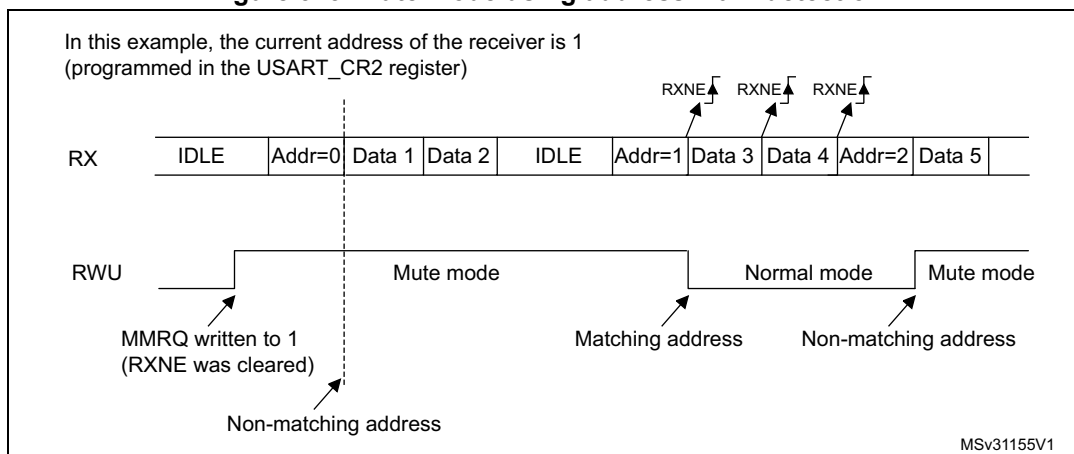 In this example, the current address of the receiver is 1
(programmed in the USART_CR2 register)
RXNE RXNE RXNE
RX IDLE Addr=0 Data 1 Data 2 IDLE Addr=1 Data 3 Data 4 Addr=2 Data 5
RWU Mute mode Normal mode Mute mode
MMRQ written to 1 Matching address Non-matching address
(RXNE was cleared)
Non-matching address
MSv31155V1